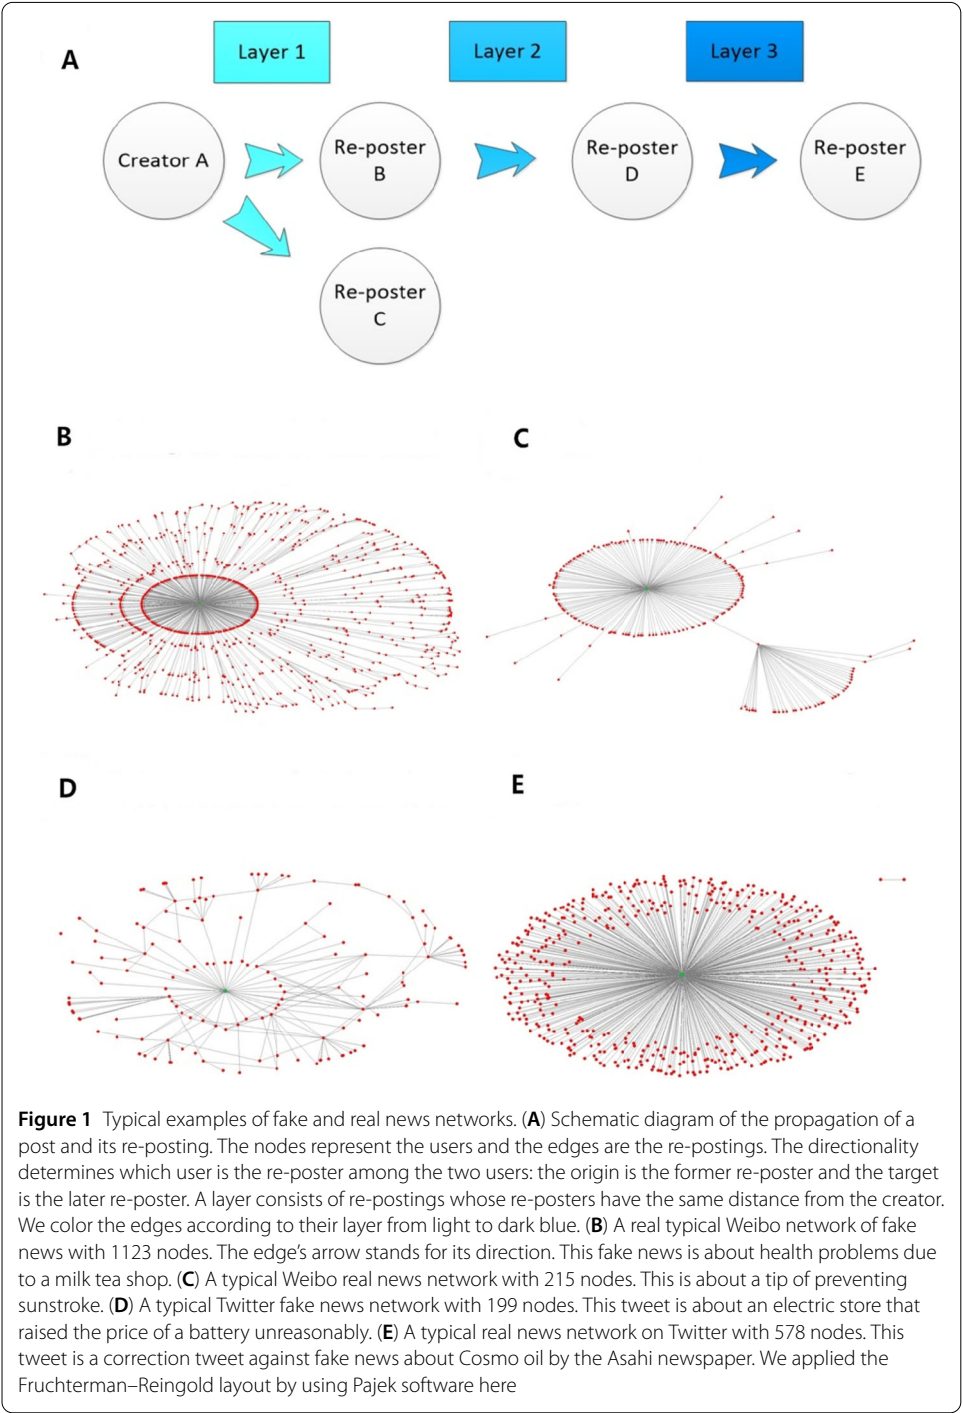 A
Layer 1
Layer 2
Layer 3
Creator A
Re-poster
B
Re-poster
D
Re-poster
E
Re-poster
C
B
C
D
E
Figure 1 Typical examples of fake and real news networks. (A) Schematic diagram of the propagation of a
post and its re-posting. The nodes represent the users and the edges are the re-postings. The directionality
determines which user is the re-poster among the two users: the origin is the former re-poster and the target
is the later re-poster. A layer consists of re-postings whose re-posters have the same distance from the creator.
We color the edges according to their layer from light to dark blue. (B) A real typical Weibo network of fake
news with 1123 nodes. The edge’s arrow stands for its direction. This fake news is about health problems due
to a milk tea shop. (C) A typical Weibo real news network with 215 nodes. This is about a tip of preventing
sunstroke. (D) A typical Twitter fake news network with 199 nodes. This tweet is about an electric store that
raised the price of a battery unreasonably. (E) A typical real news network on Twitter with 578 nodes. This
tweet is a correction tweet against fake news about Cosmo oil by the Asahi newspaper. We applied the
Fruchterman–Reingold layout by using Pajek software here